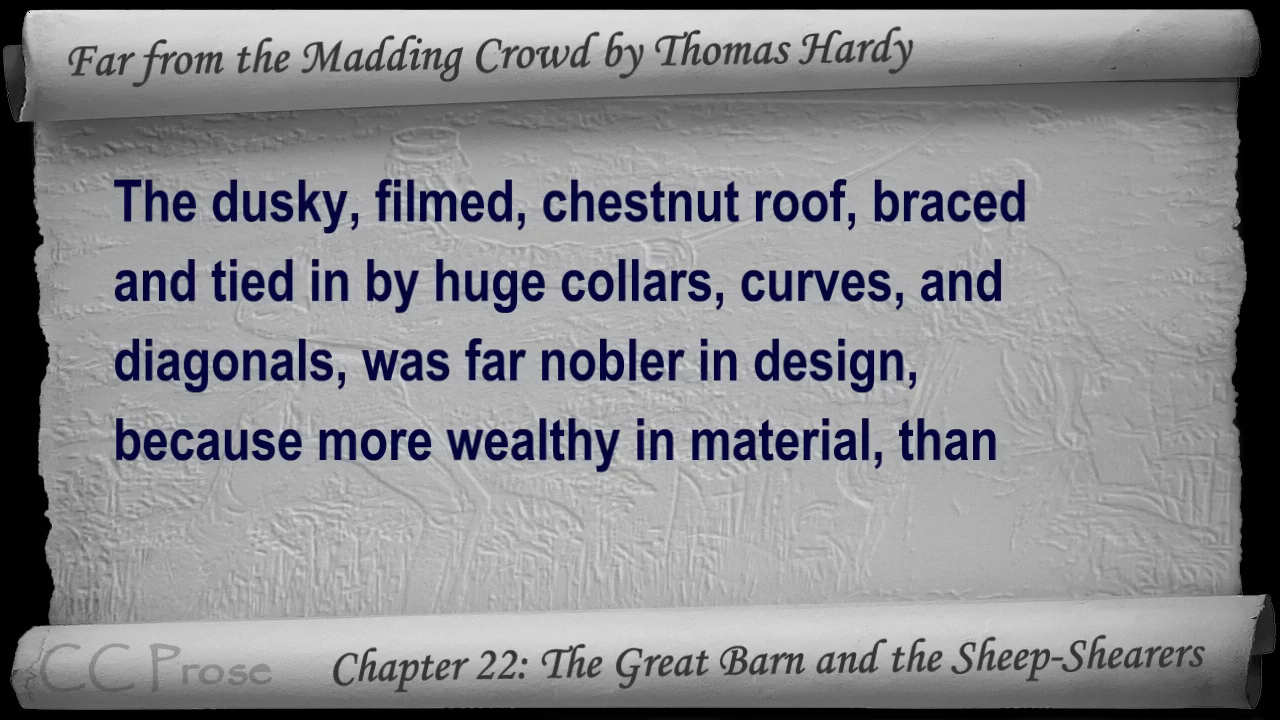 Far from the Madding Crowd by Thomas Hardy
The dusky, filmed, chestnut roof, braced
and tied in by huge collars, curves, and
diagonals, was far nobler in design,
because more wealthy in material, than
CC Prose
Chapter 22: The Great Barn and the Sheep-Shearers